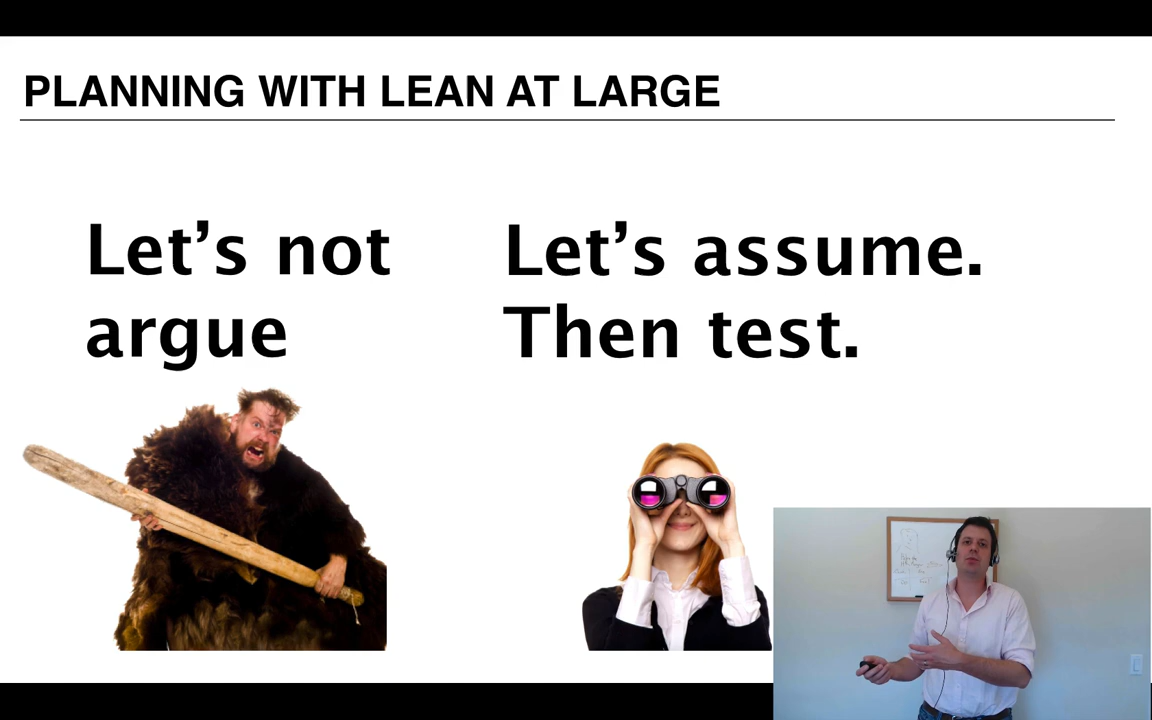 PLANNING WITH LEAN AT LARGE
Let’s not
argue
Let’s assume.
Then test.